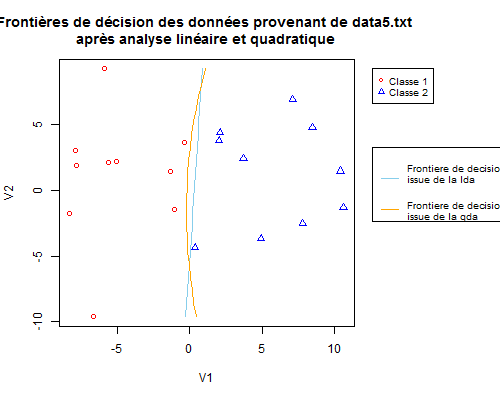 Frontières de décision des données provenant de data5.txt
après analyse linéaire et quadratique
Classe 1
Classe 2
Frontiere de decision
issue de la lda
Frontiere de decision
issue de la qda
V2
5
0
-5
-10
-5
0
5
10
V1